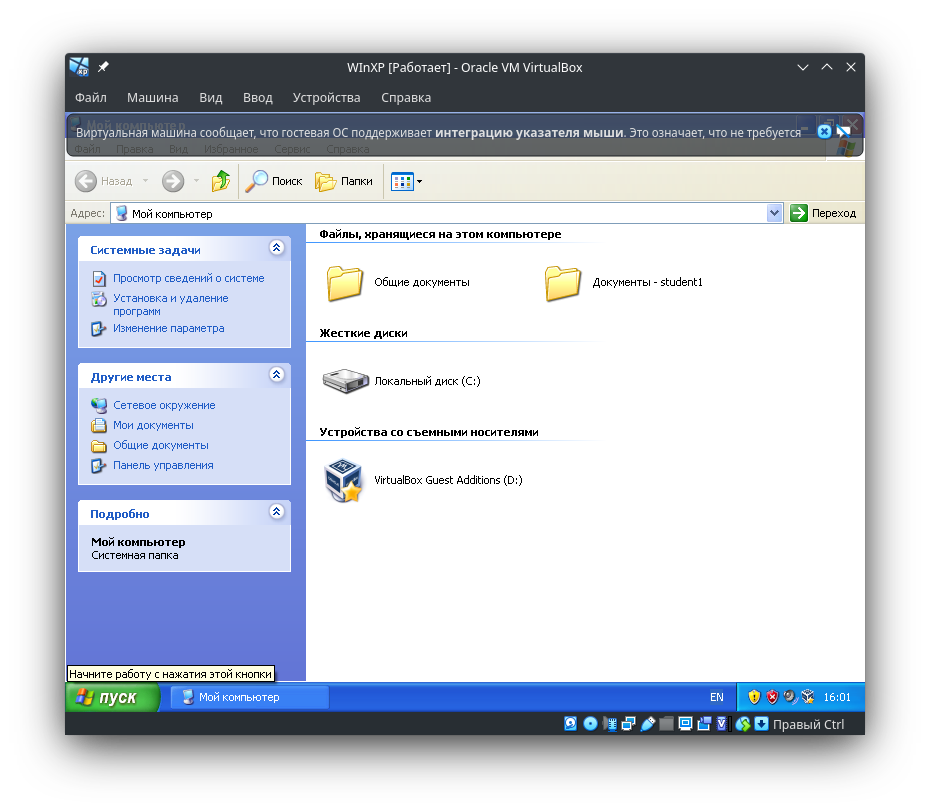 WInXP [Работает] - Oracle VM VirtualBox
Файл Машина Вид Ввод Устройства Справка
Мой компьютер
Виртуальная машина сообщает, что гостевая ОС поддерживает интеграцию указателя мыши. Это означает, что не требуется
Файл Правка Вид Избранное Сервис Справка
Назад Поиск Папки
Адрес: Мой компьютер Переход
Системные задачи
Просмотр сведений о системе
Установка и удаление
программ
Изменение параметра
Другие места
Сетевое окружение
Мои документы
Общие документы
Панель управления
Подробно
Мой компьютер
Системная папка
Файлы, хранящиеся на этом компьютере
Общие документы Документы - student1
Жесткие диски
Локальный диск (C:)
Устройства со съемными носителями
VirtualBox Guest Additions (D:)
Начните работу с нажатия этой кнопки
пуск Мой компьютер EN 16:01
Правый Ctrl